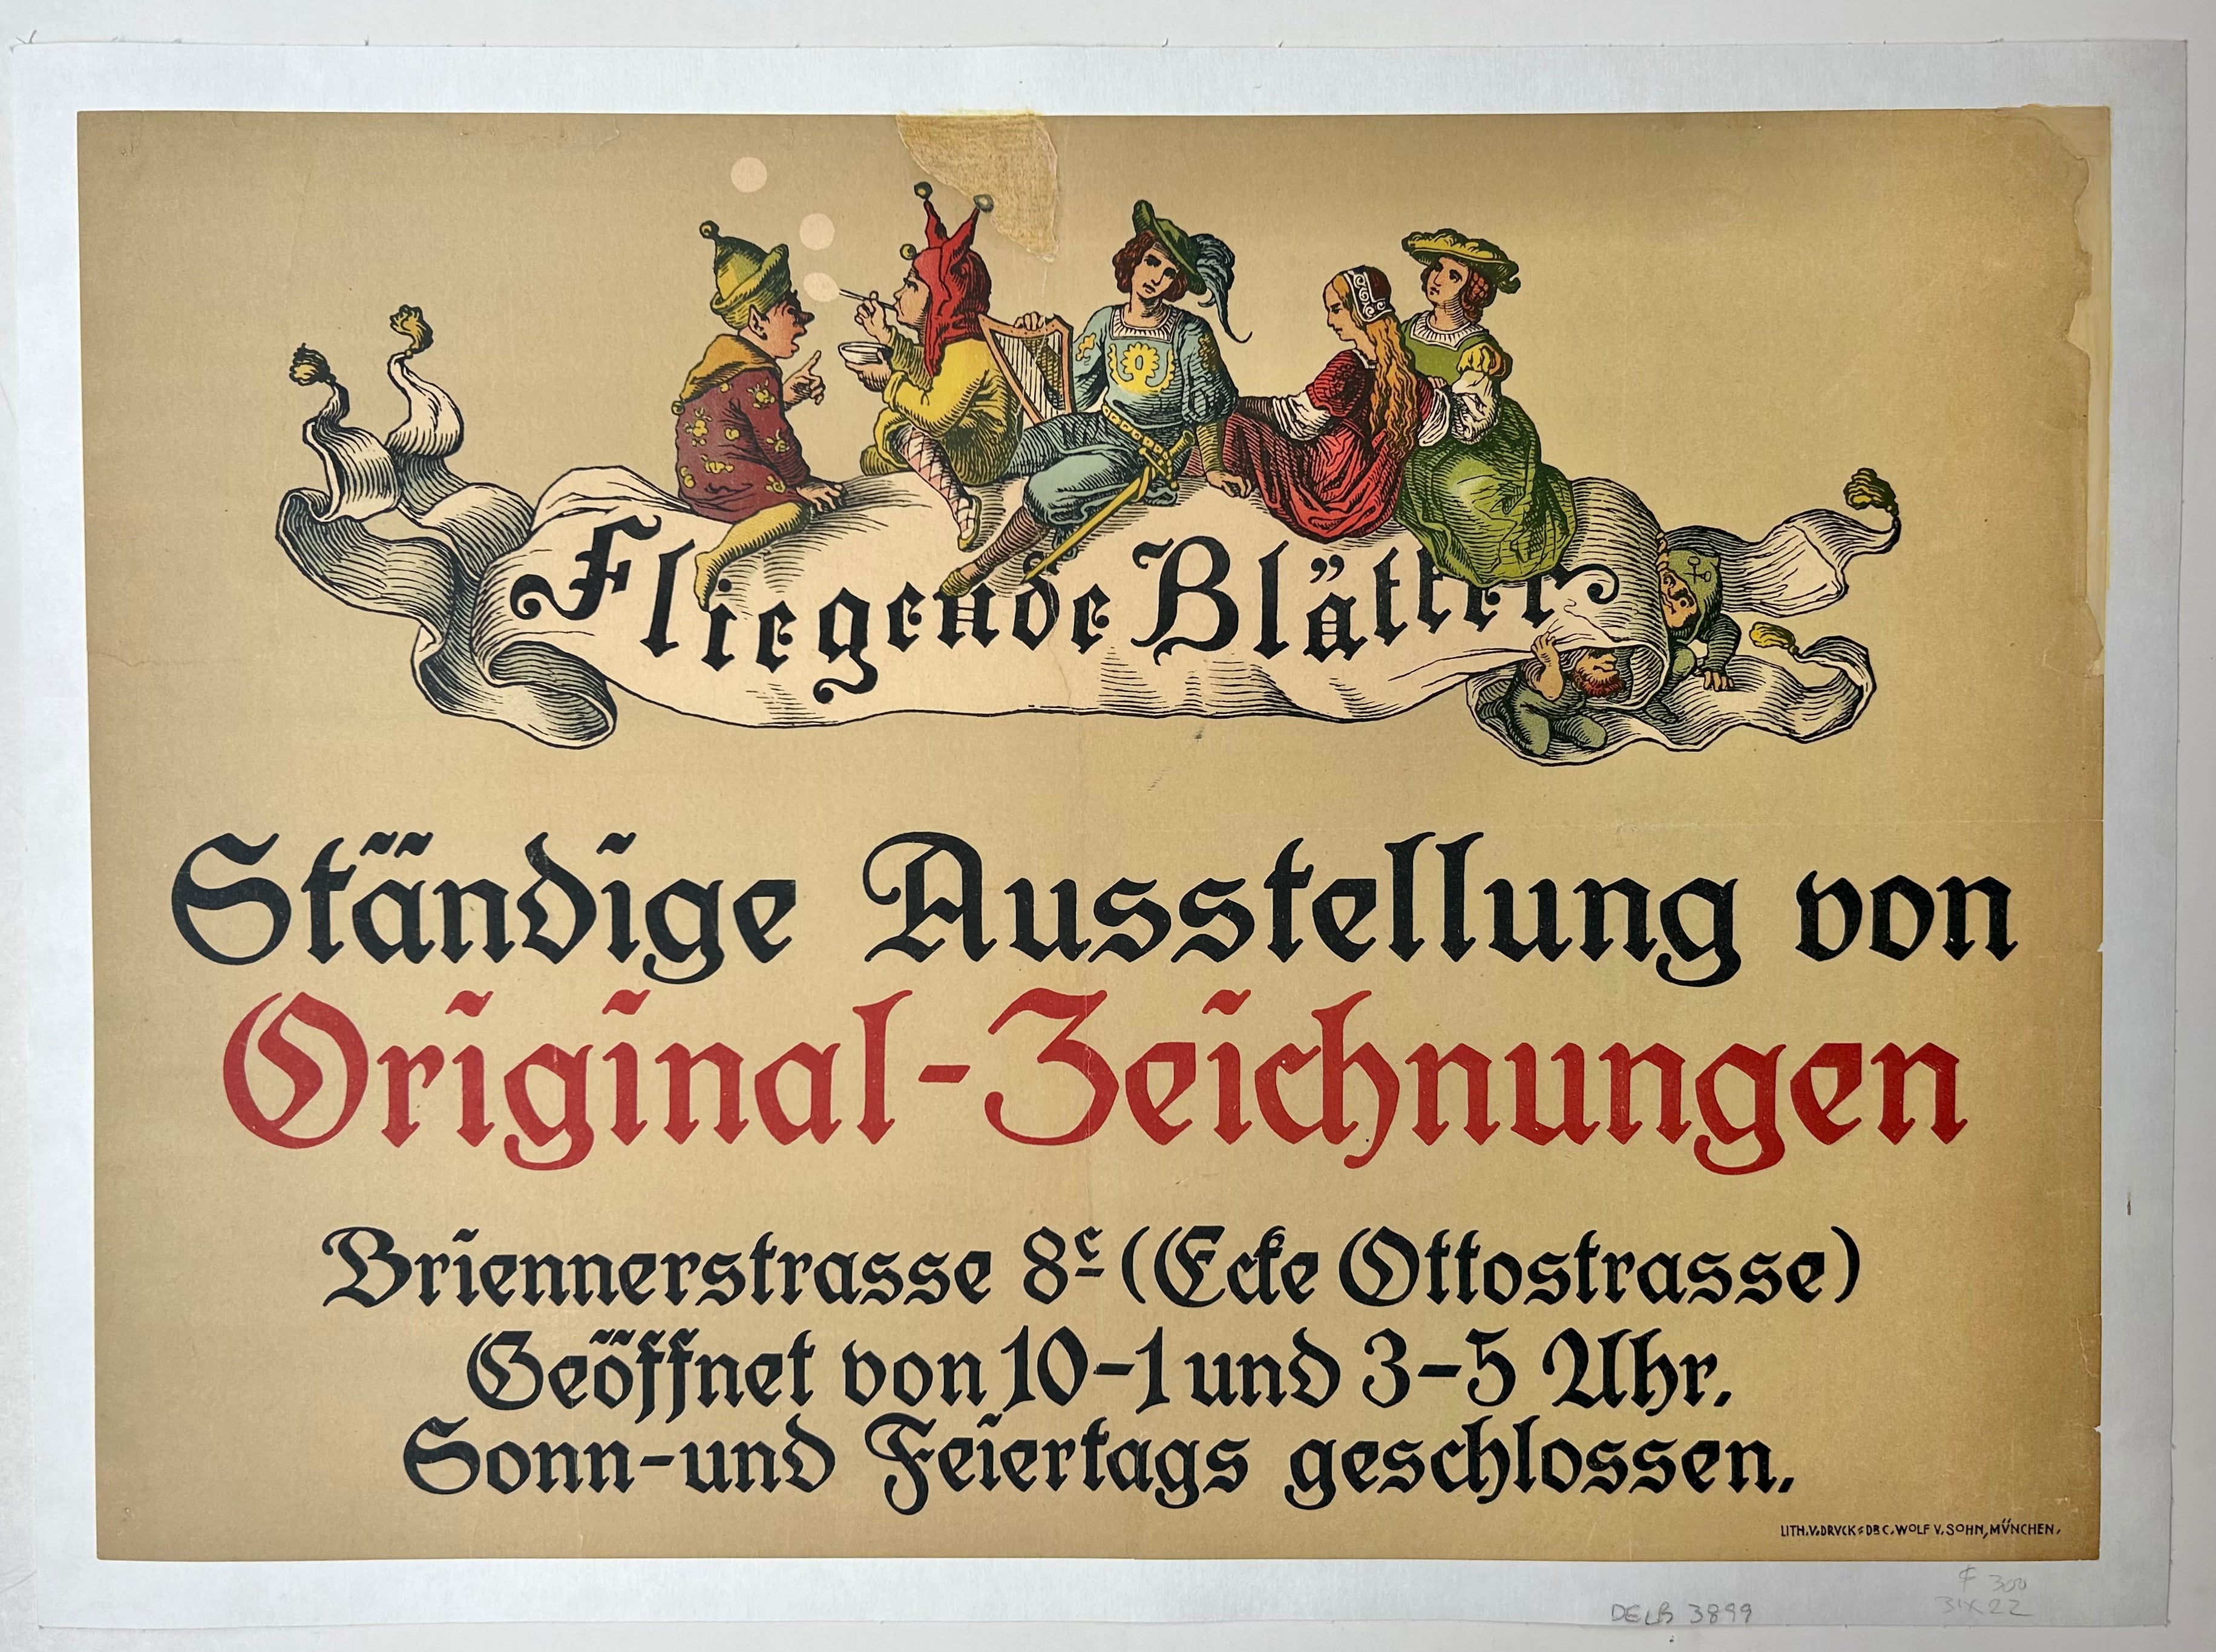 Fliegende Blätter
Ständige Ausstellung von
Original-Zeichnungen
Briennerstrasse 8c (Ecke Ottostrasse)
Geöffnet von 10-1 und 3-5 Uhr.
Sonn- und Feiertags geschlossen.
LITH. V. DRVCK: DR C. WOLF V. SOHN, MÜNCHEN.
DELB 3899
300
31X22